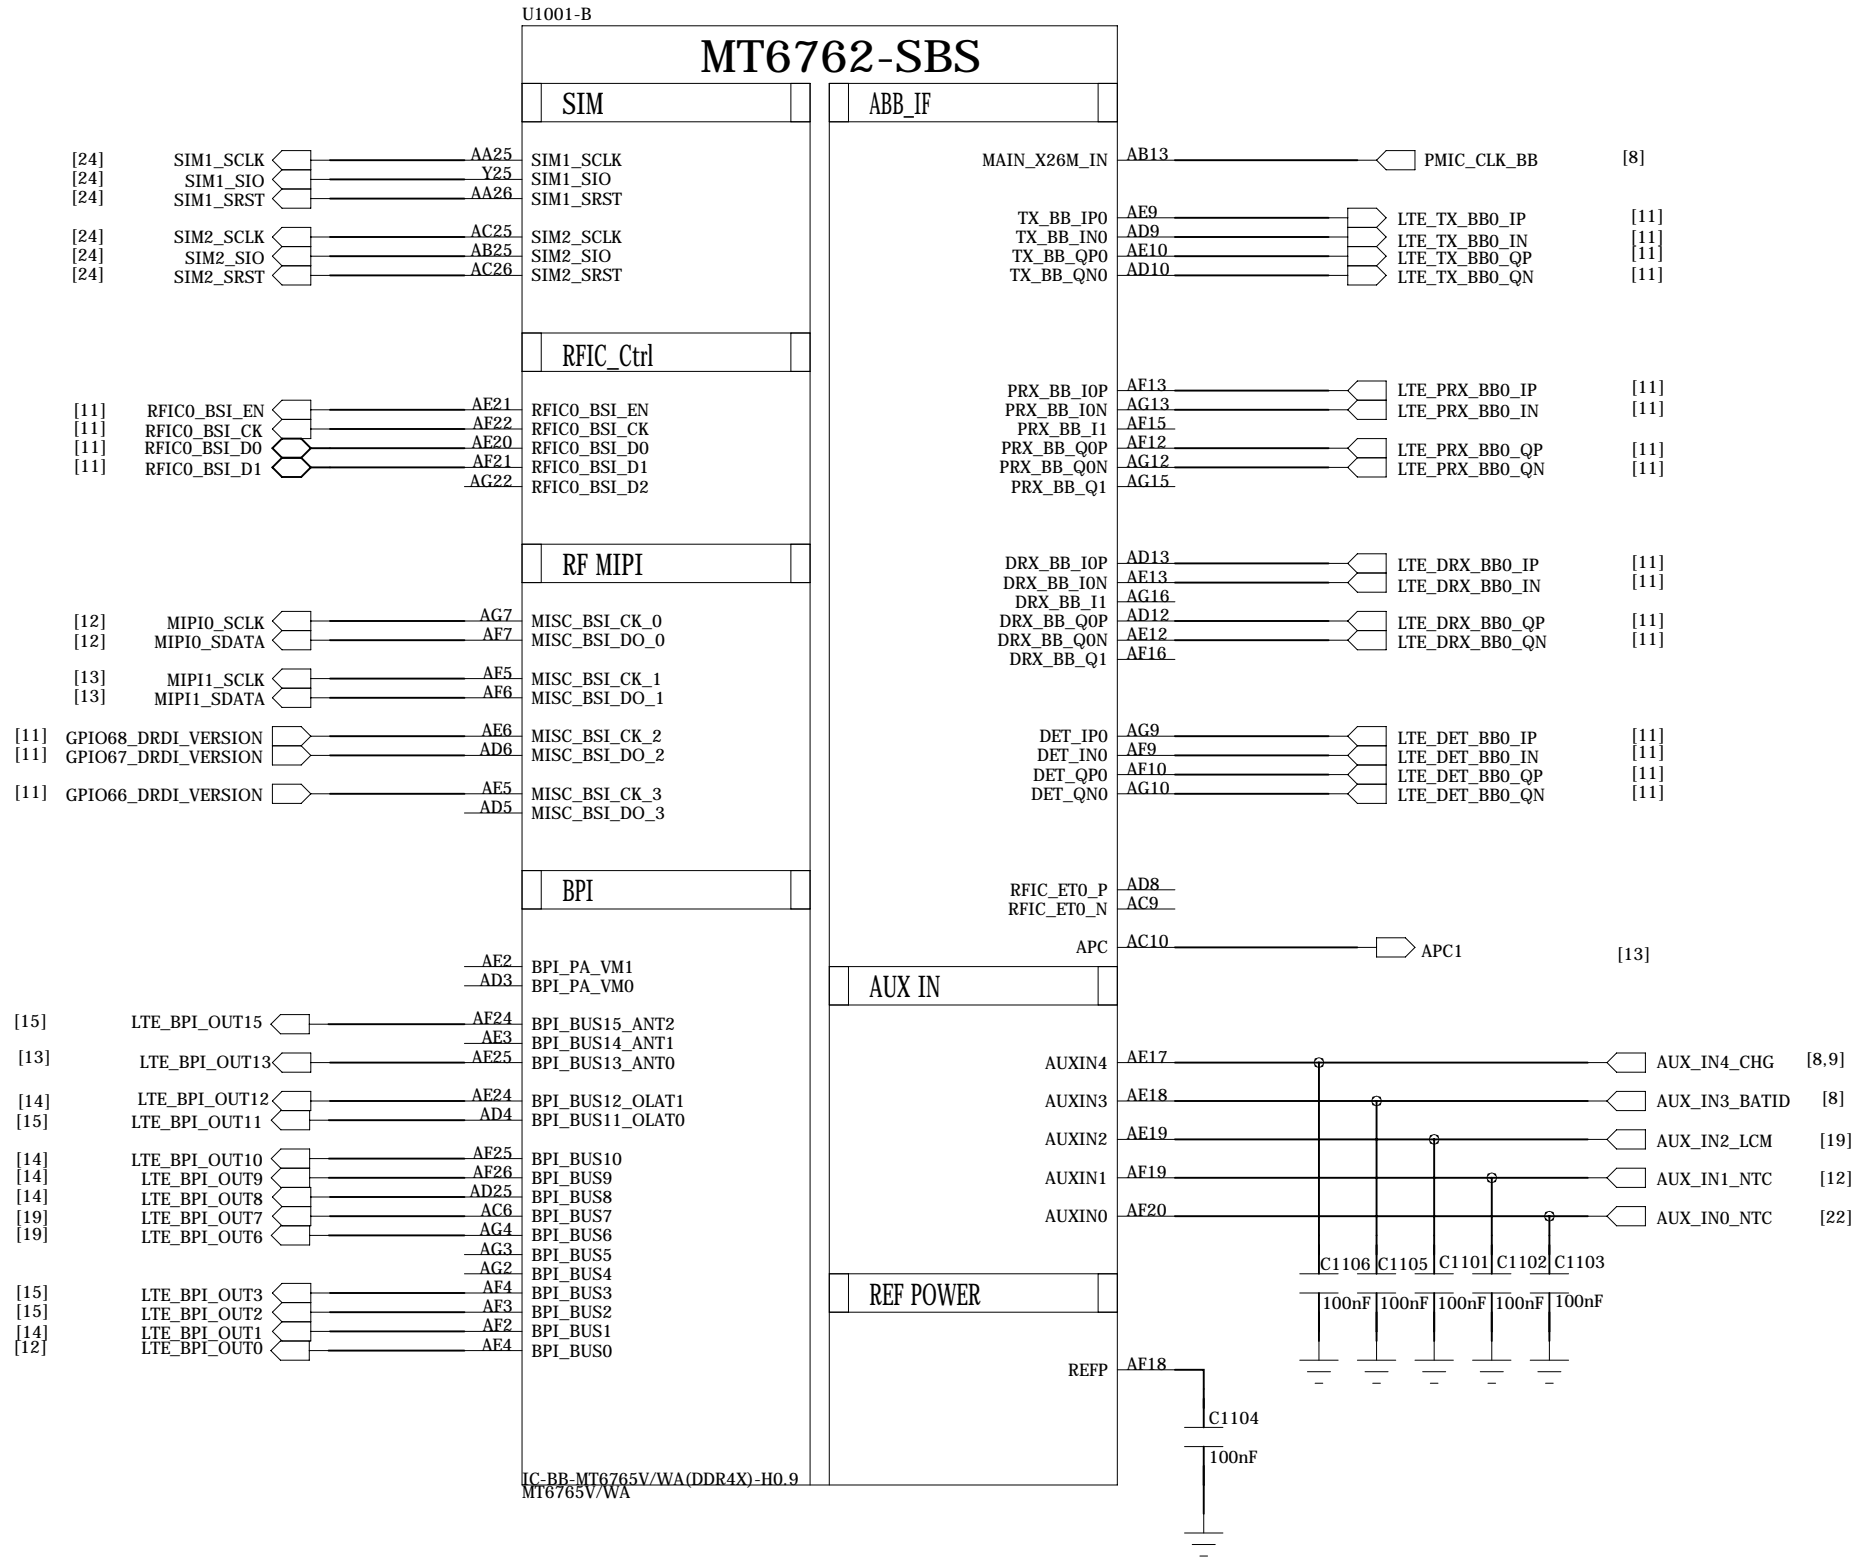 U1001-B
MT6762-SBS
SIM
[24] SIM1_SCLK AA25 SIM1_SCLK
[24] SIM1_SIO Y25 SIM1_SIO
[24] SIM1_SRST AA26 SIM1_SRST
[24] SIM2_SCLK AC25 SIM2_SCLK
[24] SIM2_SIO AB25 SIM2_SIO
[24] SIM2_SRST AC26 SIM2_SRST
RFIC_Ctrl
[11] RFIC0_BSI_EN AE21 RFIC0_BSI_EN
[11] RFIC0_BSI_CK AF22 RFIC0_BSI_CK
[11] RFIC0_BSI_D0 AE20 RFIC0_BSI_D0
[11] RFIC0_BSI_D1 AF21 RFIC0_BSI_D1
AG22 RFIC0_BSI_D2
RF MIPI
[12] MIPI0_SCLK AG7 MISC_BSI_CK_0
[12] MIPI0_SDATA AF7 MISC_BSI_DO_0
[13] MIPI1_SCLK AF5 MISC_BSI_CK_1
[13] MIPI1_SDATA AF6 MISC_BSI_DO_1
[11] GPIO68_DRDI_VERSION AE6 MISC_BSI_CK_2
[11] GPIO67_DRDI_VERSION AD6 MISC_BSI_DO_2
[11] GPIO66_DRDI_VERSION AE5 MISC_BSI_CK_3
AD5 MISC_BSI_DO_3
BPI
AE2 BPI_PA_VM1
AD3 BPI_PA_VM0
[15] LTE_BPI_OUT15 AF24 BPI_BUS15_ANT2
AE3 BPI_BUS14_ANT1
[13] LTE_BPI_OUT13 AE25 BPI_BUS13_ANT0
[14] LTE_BPI_OUT12 AE24 BPI_BUS12_OLAT1
[15] LTE_BPI_OUT11 AD4 BPI_BUS11_OLAT0
[14] LTE_BPI_OUT10 AF25 BPI_BUS10
[14] LTE_BPI_OUT9 AF26 BPI_BUS9
[14] LTE_BPI_OUT8 AD25 BPI_BUS8
[19] LTE_BPI_OUT7 AC6 BPI_BUS7
[19] LTE_BPI_OUT6 AG4 BPI_BUS6
AG3 BPI_BUS5
AG2 BPI_BUS4
[15] LTE_BPI_OUT3 AF4 BPI_BUS3
[15] LTE_BPI_OUT2 AF3 BPI_BUS2
[14] LTE_BPI_OUT1 AF2 BPI_BUS1
[12] LTE_BPI_OUT0 AE4 BPI_BUS0
IC-BB-MT6765V/WA(DDR4X)-H0.9
MT6765V/WA
ABB_IF
MAIN_X26M_IN AB13 PMIC_CLK_BB [8]
TX_BB_IP0 AE9 LTE_TX_BB0_IP [11]
TX_BB_IN0 AD9 LTE_TX_BB0_IN [11]
TX_BB_QP0 AE10 LTE_TX_BB0_QP [11]
TX_BB_QN0 AD10 LTE_TX_BB0_QN [11]
PRX_BB_I0P AF13 LTE_PRX_BB0_IP [11]
PRX_BB_I0N AG13 LTE_PRX_BB0_IN [11]
PRX_BB_I1 AF15
PRX_BB_Q0P AF12 LTE_PRX_BB0_QP [11]
PRX_BB_Q0N AG12 LTE_PRX_BB0_QN [11]
PRX_BB_Q1 AG15
DRX_BB_I0P AD13 LTE_DRX_BB0_IP [11]
DRX_BB_I0N AE13 LTE_DRX_BB0_IN [11]
DRX_BB_I1 AG16
DRX_BB_Q0P AD12 LTE_DRX_BB0_QP [11]
DRX_BB_Q0N AE12 LTE_DRX_BB0_QN [11]
DRX_BB_Q1 AF16
DET_IP0 AG9 LTE_DET_BB0_IP [11]
DET_IN0 AF9 LTE_DET_BB0_IN [11]
DET_QP0 AF10 LTE_DET_BB0_QP [11]
DET_QN0 AG10 LTE_DET_BB0_QN [11]
RFIC_ET0_P AD8
RFIC_ET0_N AC9
APC AC10 APC1 [13]
AUX IN
AUXIN4 AE17 AUX_IN4_CHG [8,9]
AUXIN3 AE18 AUX_IN3_BATID [8]
AUXIN2 AE19 AUX_IN2_LCM [19]
AUXIN1 AF19 AUX_IN1_NTC [12]
AUXIN0 AF20 AUX_IN0_NTC [22]
C1106 C1105 C1101 C1102 C1103
100nF 100nF 100nF 100nF 100nF
REF POWER
REFP AF18
C1104
100nF